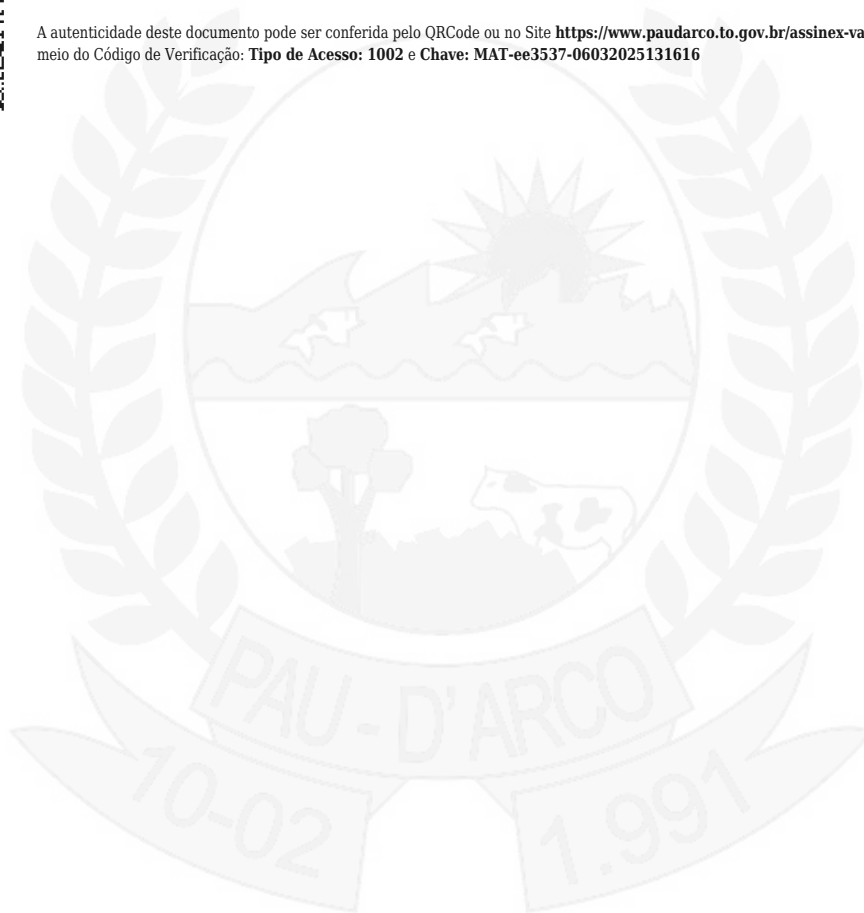 A autenticidade deste documento pode ser conferida pelo QRCode ou no Site https://www.paudarco.to.gov.br/assinex-va
meio do Código de Verificação: Tipo de Acesso: 1002 e Chave: MAT-ee3537-06032025131616
PAU - D'ARCO
10-02
1.991